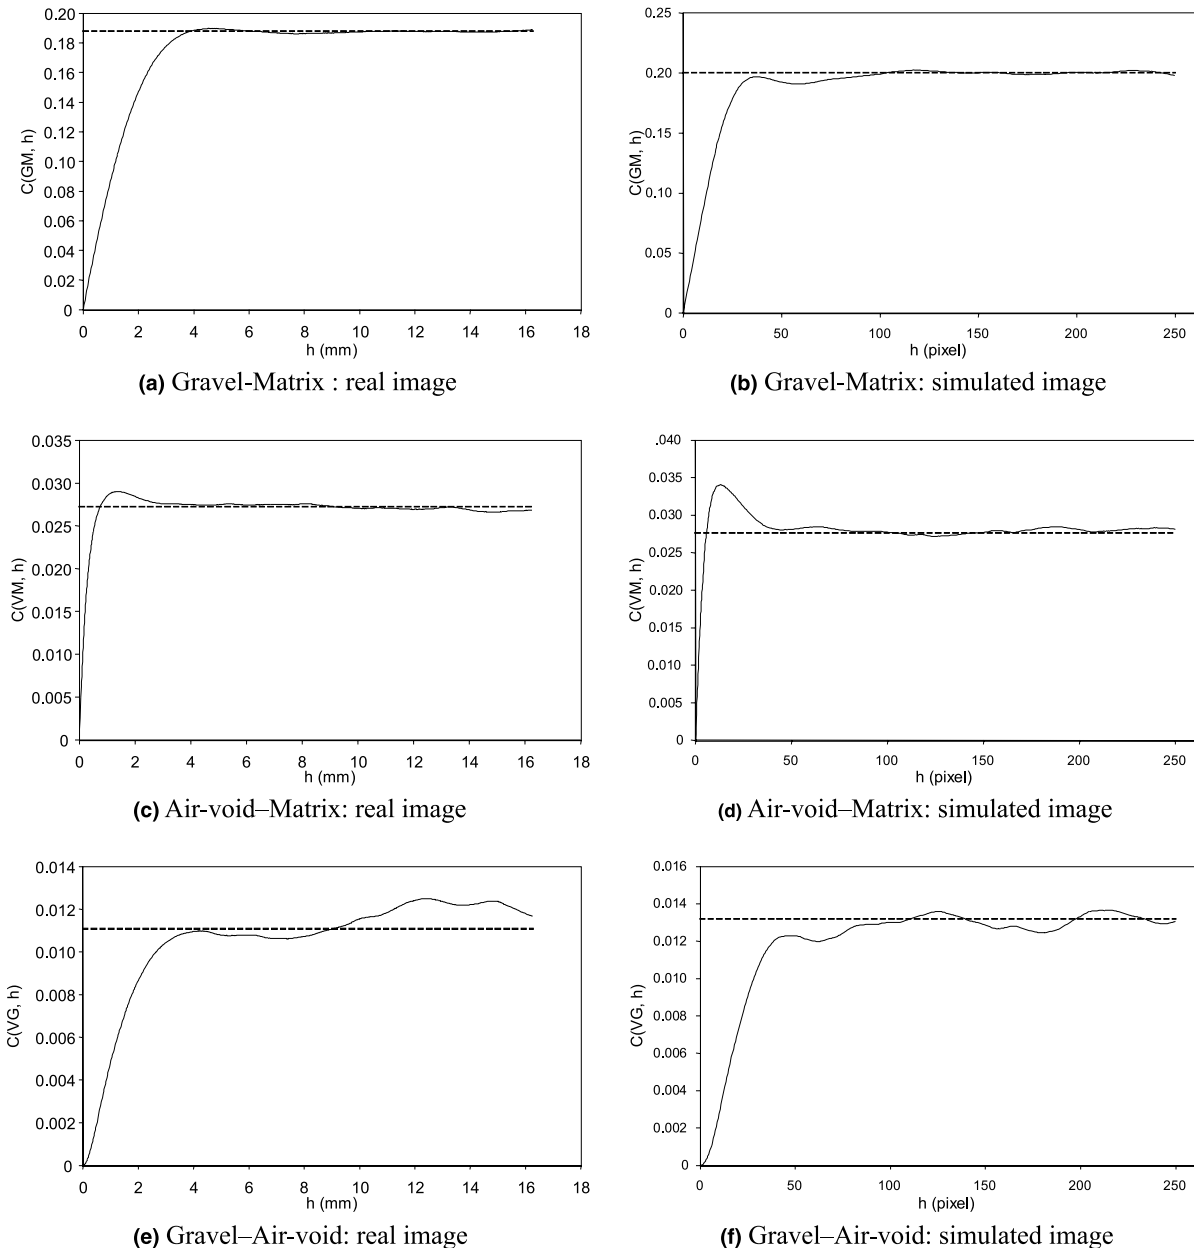 0.20
0.18
0.16
0.14
0.12
0.10
0.08
0.06
0.04
0.02
0
C(GM, h)
0 2 4 6 8 10 12 14 16 18
h (mm)
(a) Gravel-Matrix : real image
0.25
0.20
0.25
0.10
0.05
0
C(GM, h)
0 50 100 150 200 250
h (pixel)
(b) Gravel-Matrix: simulated image
0.035
0.030
0.025
0.020
0.015
0.010
0.005
0
C(VM, h)
0 2 4 6 8 10 12 14 16 18
h (mm)
(c) Air-void–Matrix: real image
.040
0.035
0.030
0.025
0.020
0.015
0.010
0.005
0
C(VM, h)
0 50 100 150 200 250
h (pixel)
(d) Air-void–Matrix: simulated image
0.014
0.012
0.010
0.008
0.006
0.004
0.002
0
C(VG, h)
0 2 4 6 8 10 12 14 16 18
h (mm)
(e) Gravel–Air-void: real image
0.016
0.014
0.012
0.010
0.008
0.006
0.004
0.002
0
C(VG, h)
0 50 100 150 200 250
h (pixel)
(f) Gravel–Air-void: simulated image